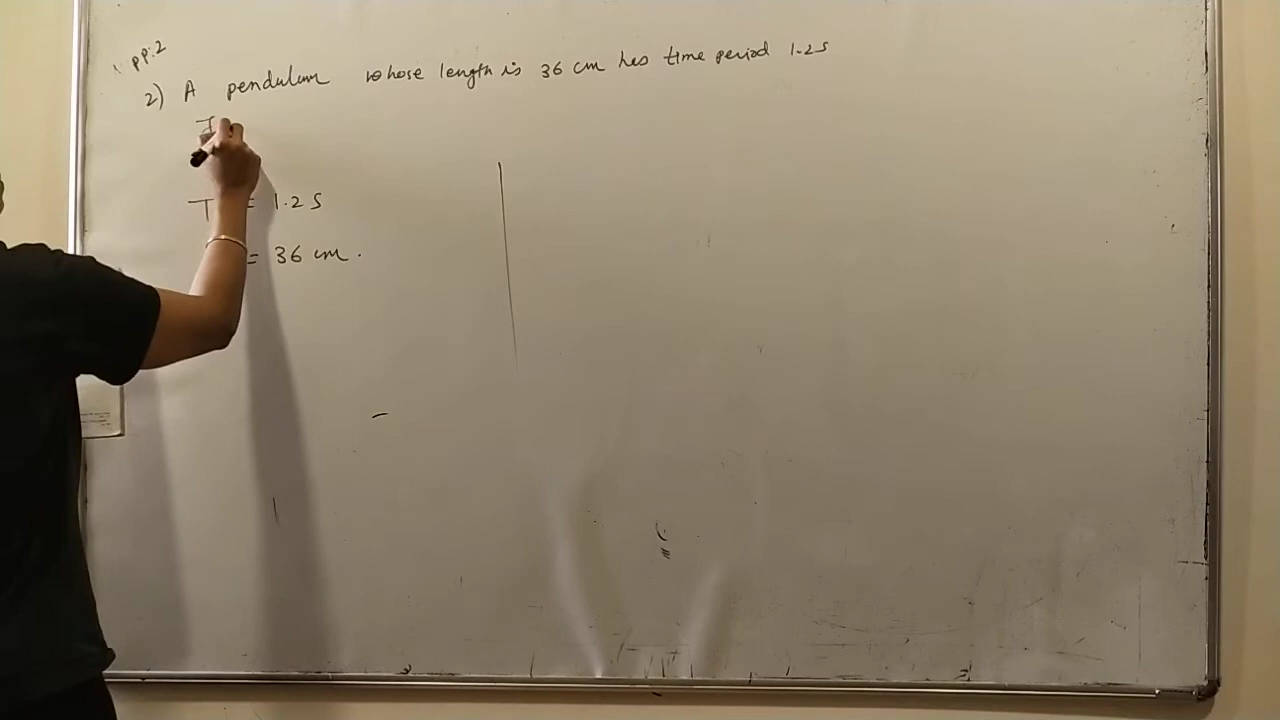 pp:2
2) A pendulum whose length is 36 cm has time period 1.2 s
T = 1.2 S
= 36 cm.